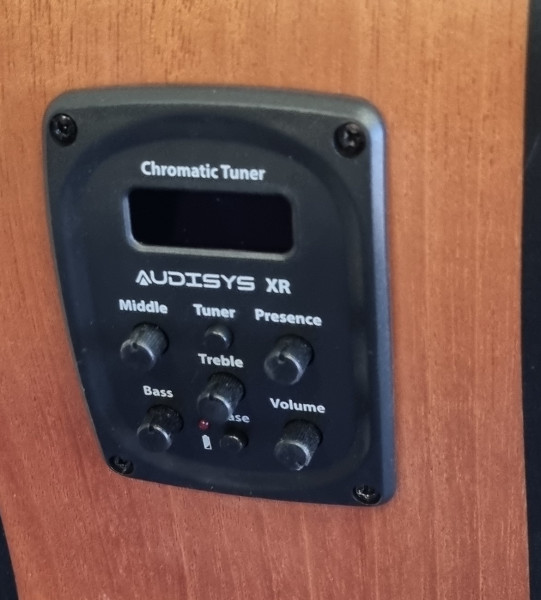 Chromatic Tuner
AUDISYS XR
Middle
Tuner
Presence
Treble
Bass
Volume